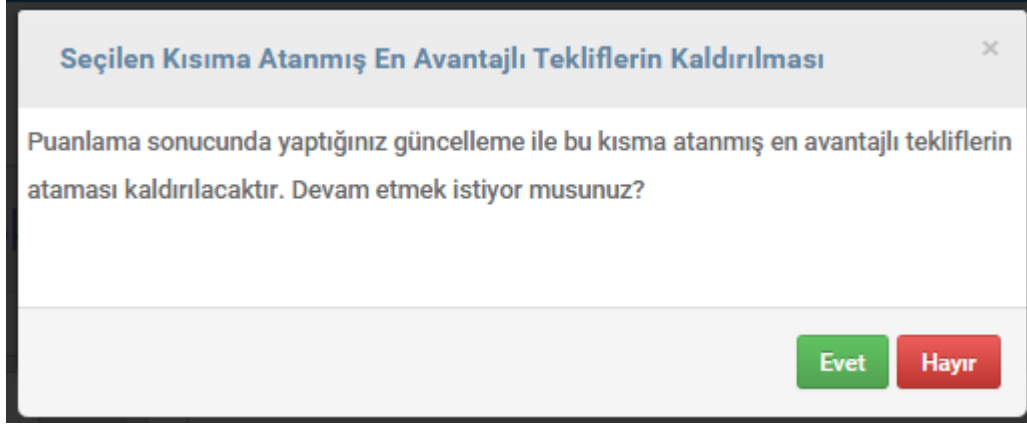 Seçilen Kısıma Atanmış En Avantajlı Tekliflerin Kaldırılması ×
Puanlama sonucunda yaptığınız güncelleme ile bu kısma atanmış en avantajlı tekliflerin
ataması kaldırılacaktır. Devam etmek istiyor musunuz?
Evet Hayır